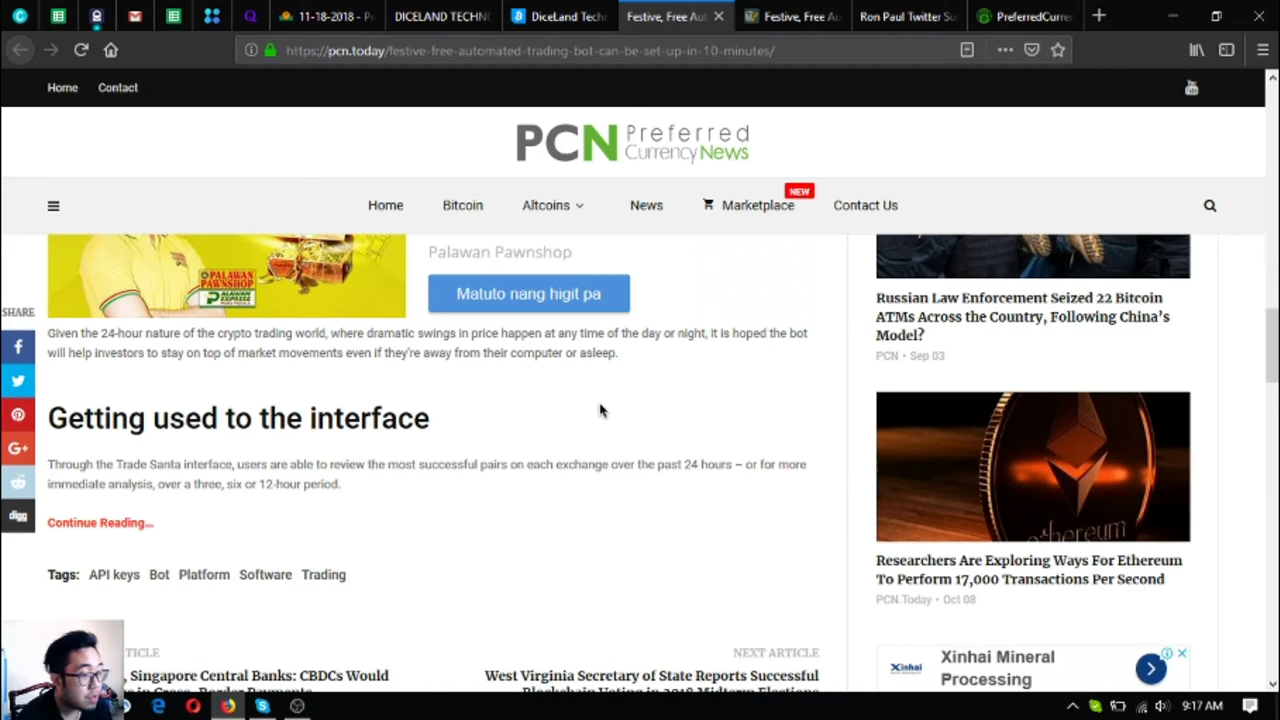 11-18-2018 - P
DICELAND TECHN
DiceLand Techn
Festive, Free Aut
Festive, Free Au
Ron Paul Twitter Su
PreferredCurre
https://pcn.today/festive-free-automated-trading-bot-can-be-set-up-in-10-minutes/
Home Contact
PCN Preferred
Currency News
NEW
Home Bitcoin Altcoins News Marketplace Contact Us
PALAWAN
PAWNSHOP
PALAWAN
EXPRESS
Palawan Pawnshop
Matuto nang higit pa
Given the 24-hour nature of the crypto trading world, where dramatic swings in price happen at any time of the day or night, it is hoped the bot
will help investors to stay on top of market movements even if they're away from their computer or asleep.
Getting used to the interface
Through the Trade Santa interface, users are able to review the most successful pairs on each exchange over the past 24 hours – or for more
immediate analysis, over a three, six or 12-hour period.
Continue Reading...
Tags: API keys Bot Platform Software Trading
TICLE
, Singapore Central Banks: CBDCs Would
NEXT ARTICLE
West Virginia Secretary of State Reports Successful
Blockchain Voting in 2018 Midterm Elections
SHARE
digg
Russian Law Enforcement Seized 22 Bitcoin
ATMs Across the Country, Following China's
Model?
PCN • Sep 03
ethereum
Researchers Are Exploring Ways For Ethereum
To Perform 17,000 Transactions Per Second
PCN.Today • Oct 08
Xinhai
Xinhai Mineral
Processing
9:17 AM